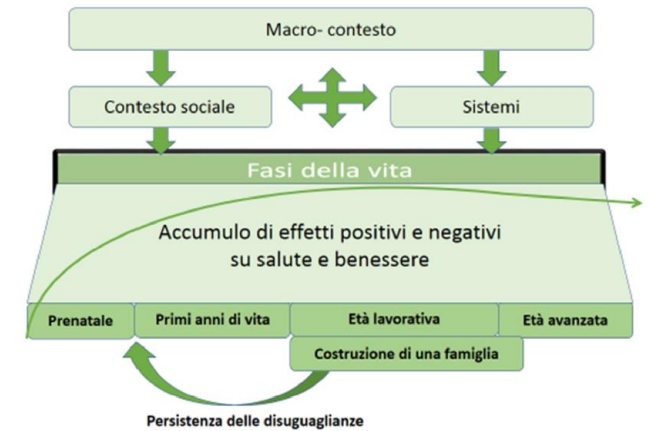 Macro- contesto
Contesto sociale
Sistemi
Fasi della vita
Accumulo di effetti positivi e negativi
su salute e benessere
Prenatale
Primi anni di vita
Età lavorativa
Età avanzata
Costruzione di una famiglia
Persistenza delle disuguaglianze